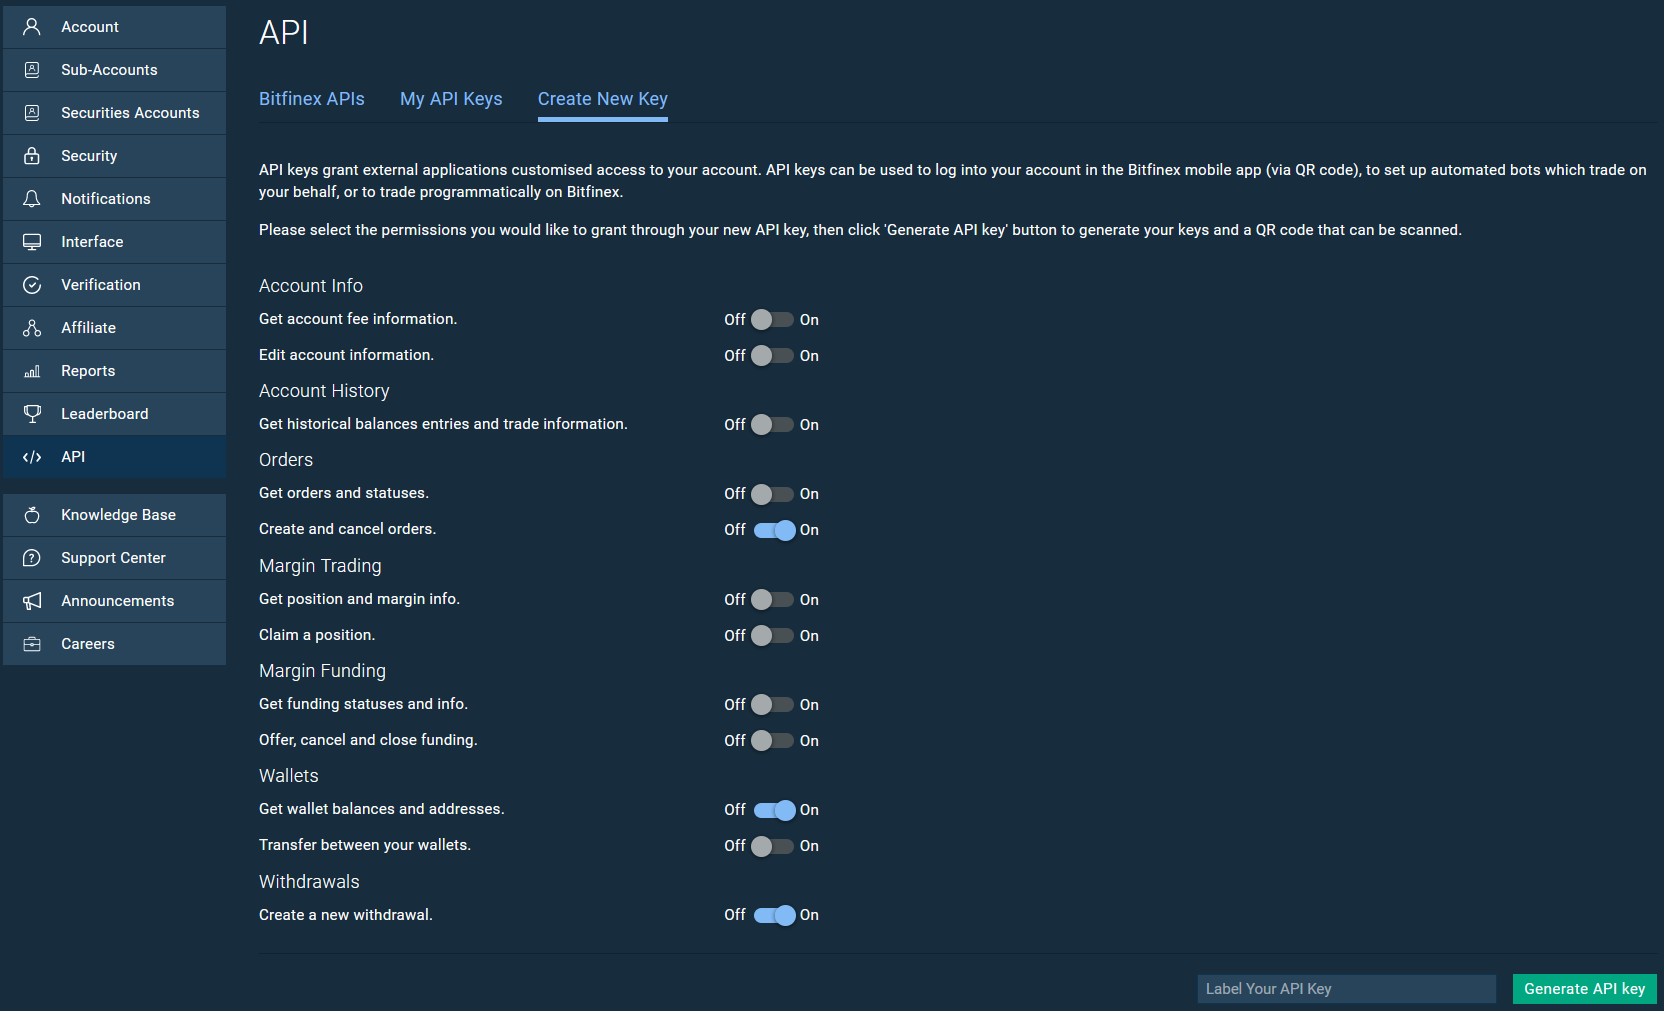 Account
Sub-Accounts
Securities Accounts
Security
Notifications
Interface
Verification
Affiliate
Reports
Leaderboard
API
Knowledge Base
Support Center
Announcements
Careers
API
Bitfinex APIs My API Keys Create New Key
API keys grant external applications customised access to your account. API keys can be used to log into your account in the Bitfinex mobile app (via QR code), to set up automated bots which trade on
your behalf, or to trade programmatically on Bitfinex.
Please select the permissions you would like to grant through your new API key, then click 'Generate API key' button to generate your keys and a QR code that can be scanned.
Account Info
Get account fee information. Off On
Edit account information. Off On
Account History
Get historical balances entries and trade information. Off On
Orders
Get orders and statuses. Off On
Create and cancel orders. Off On
Margin Trading
Get position and margin info. Off On
Claim a position. Off On
Margin Funding
Get funding statuses and info. Off On
Offer, cancel and close funding. Off On
Wallets
Get wallet balances and addresses. Off On
Transfer between your wallets. Off On
Withdrawals
Create a new withdrawal. Off On
Label Your API Key Generate API key